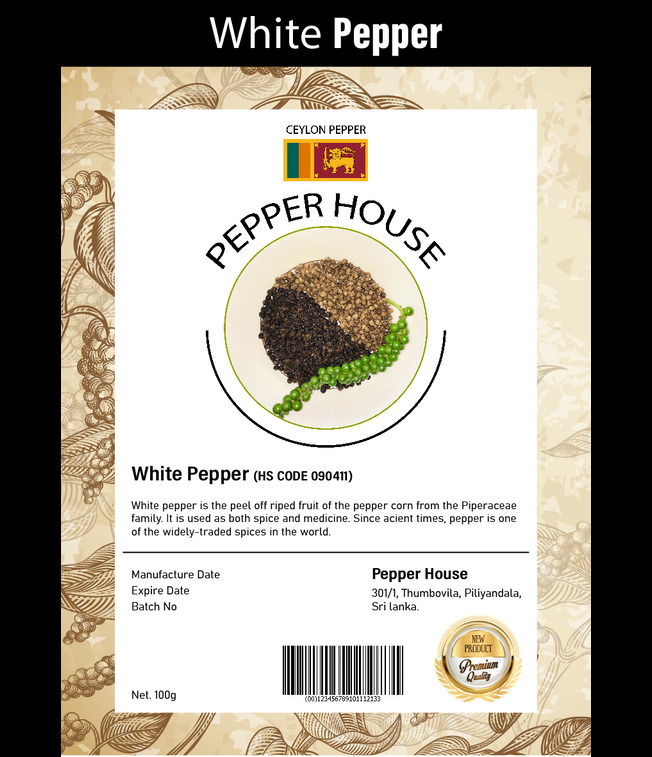 White Pepper
CEYLON PEPPER
PEPPER HOUSE
White Pepper (HS CODE 090411)
White pepper is the peel off riped fruit of the pepper corn from the Piperaceae
family. It is used as both spice and medicine. Since acient times, pepper is one
of the widely-traded spices in the world.
Manufacture Date
Expire Date
Batch No
Pepper House
301/1, Thumbovila, Piliyandala,
Sri lanka.
NEW
PRODUCT
Premium
Quality
Net. 100g
(00)123456789101112133